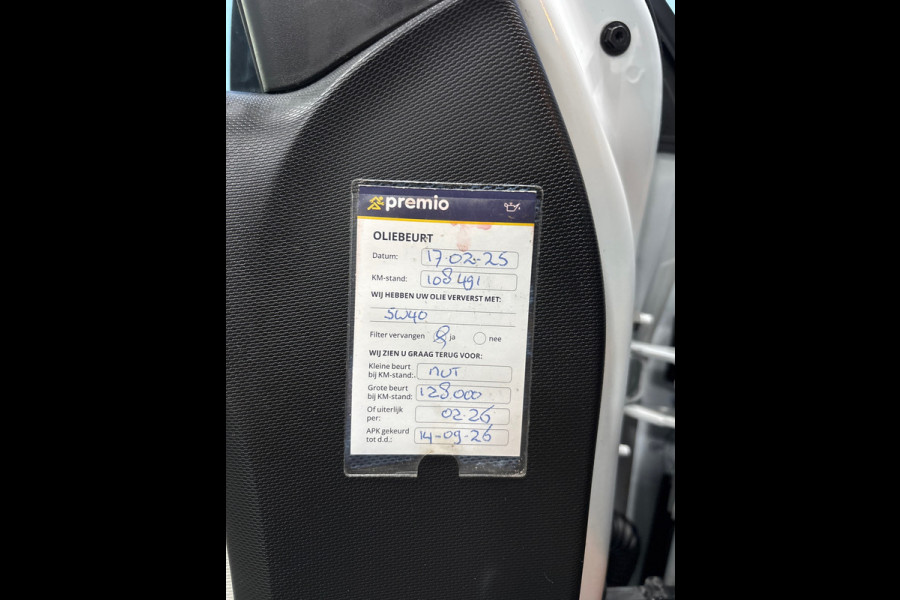 premio
OLIEBEURT
Datum: 17-02-25
KM-stand: 108491
WIJ HEBBEN UW OLIE VERVERST MET:
5W40
Filter vervangen ja nee
WIJ ZIEN U GRAAG TERUG VOOR:
Kleine beurt
bij KM-stand:
Grote beurt
bij KM-stand: 128.000
Of uiterlijk
per: 02-26
APK gekeurd
tot d.d.: 14-09-26